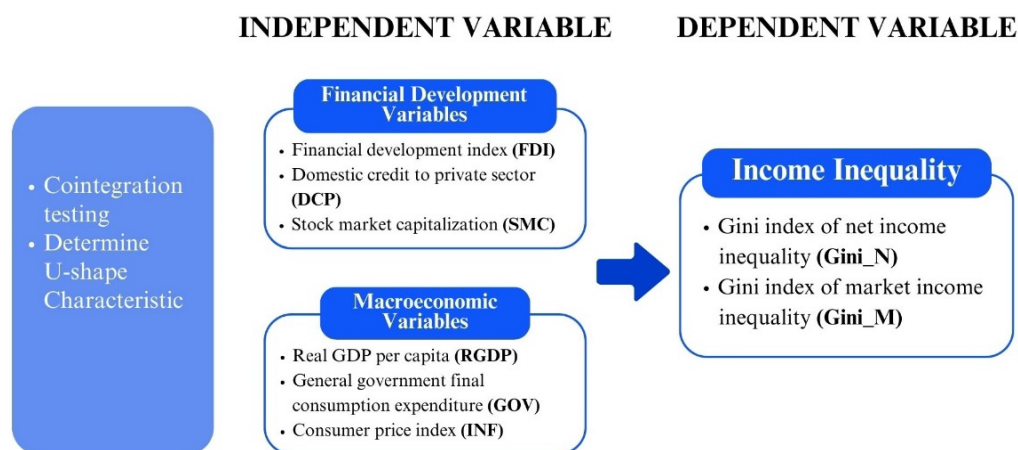 INDEPENDENT VARIABLE
DEPENDENT VARIABLE
• Cointegration
testing
• Determine
U-shape
Characteristic
Financial Development
Variables
• Financial development index (FDI)
• Domestic credit to private sector
(DCP)
• Stock market capitalization (SMC)
Macroeconomic
Variables
• Real GDP per capita (RGDP)
• General government final
consumption expenditure (GOV)
• Consumer price index (INF)
Income Inequality
• Gini index of net income
inequality (Gini_N)
• Gini index of market income
inequality (Gini_M)